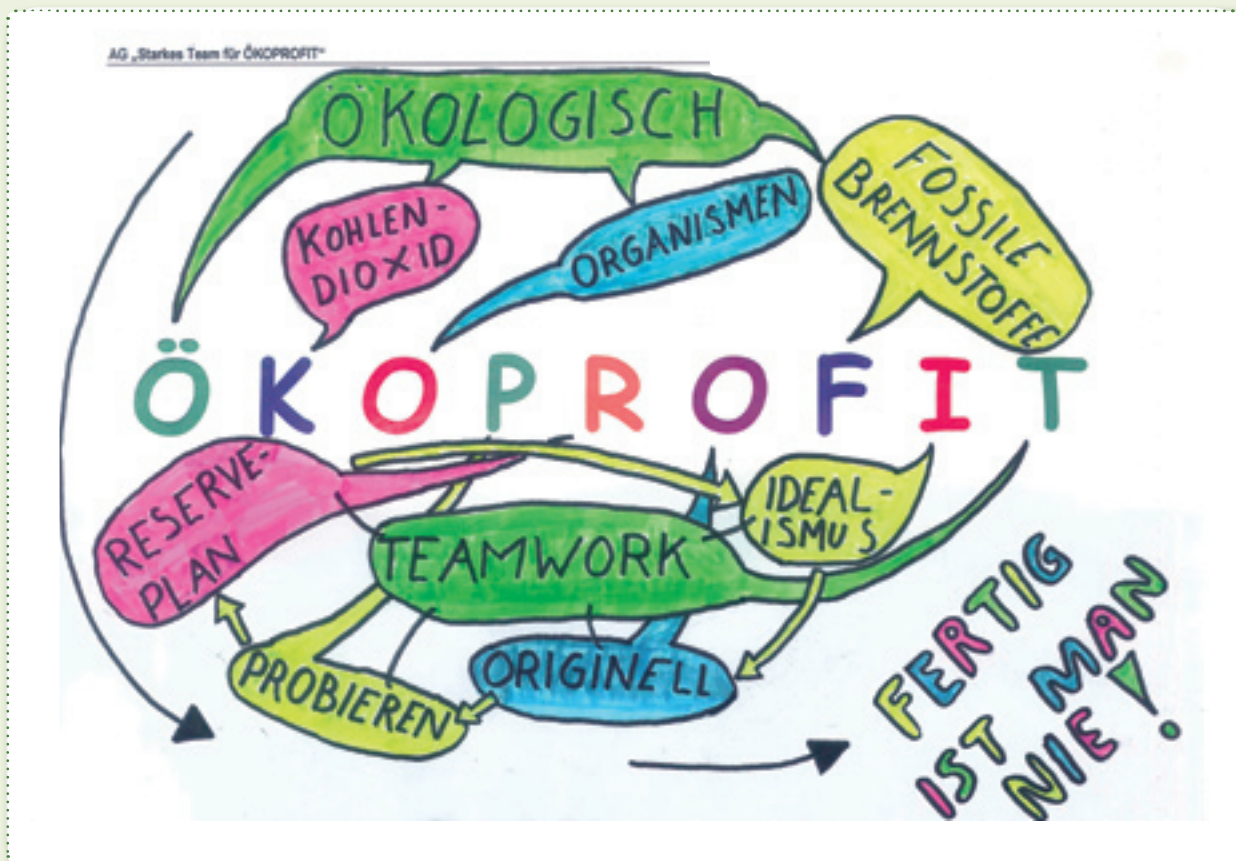 AG „Starkes Team für ÖKOPROFIT"
ÖKOLOGISCH
KOHLEN-
DIOXID
ORGANISMEN
FOSSILE
BRENNSTOFFE
ÖKOPROFIT
RESERVE-
PLAN
TEAMWORK
IDEAL-
ISMUS
PROBIEREN
ORIGINELL
FERTIG
IST MAN
NIE!